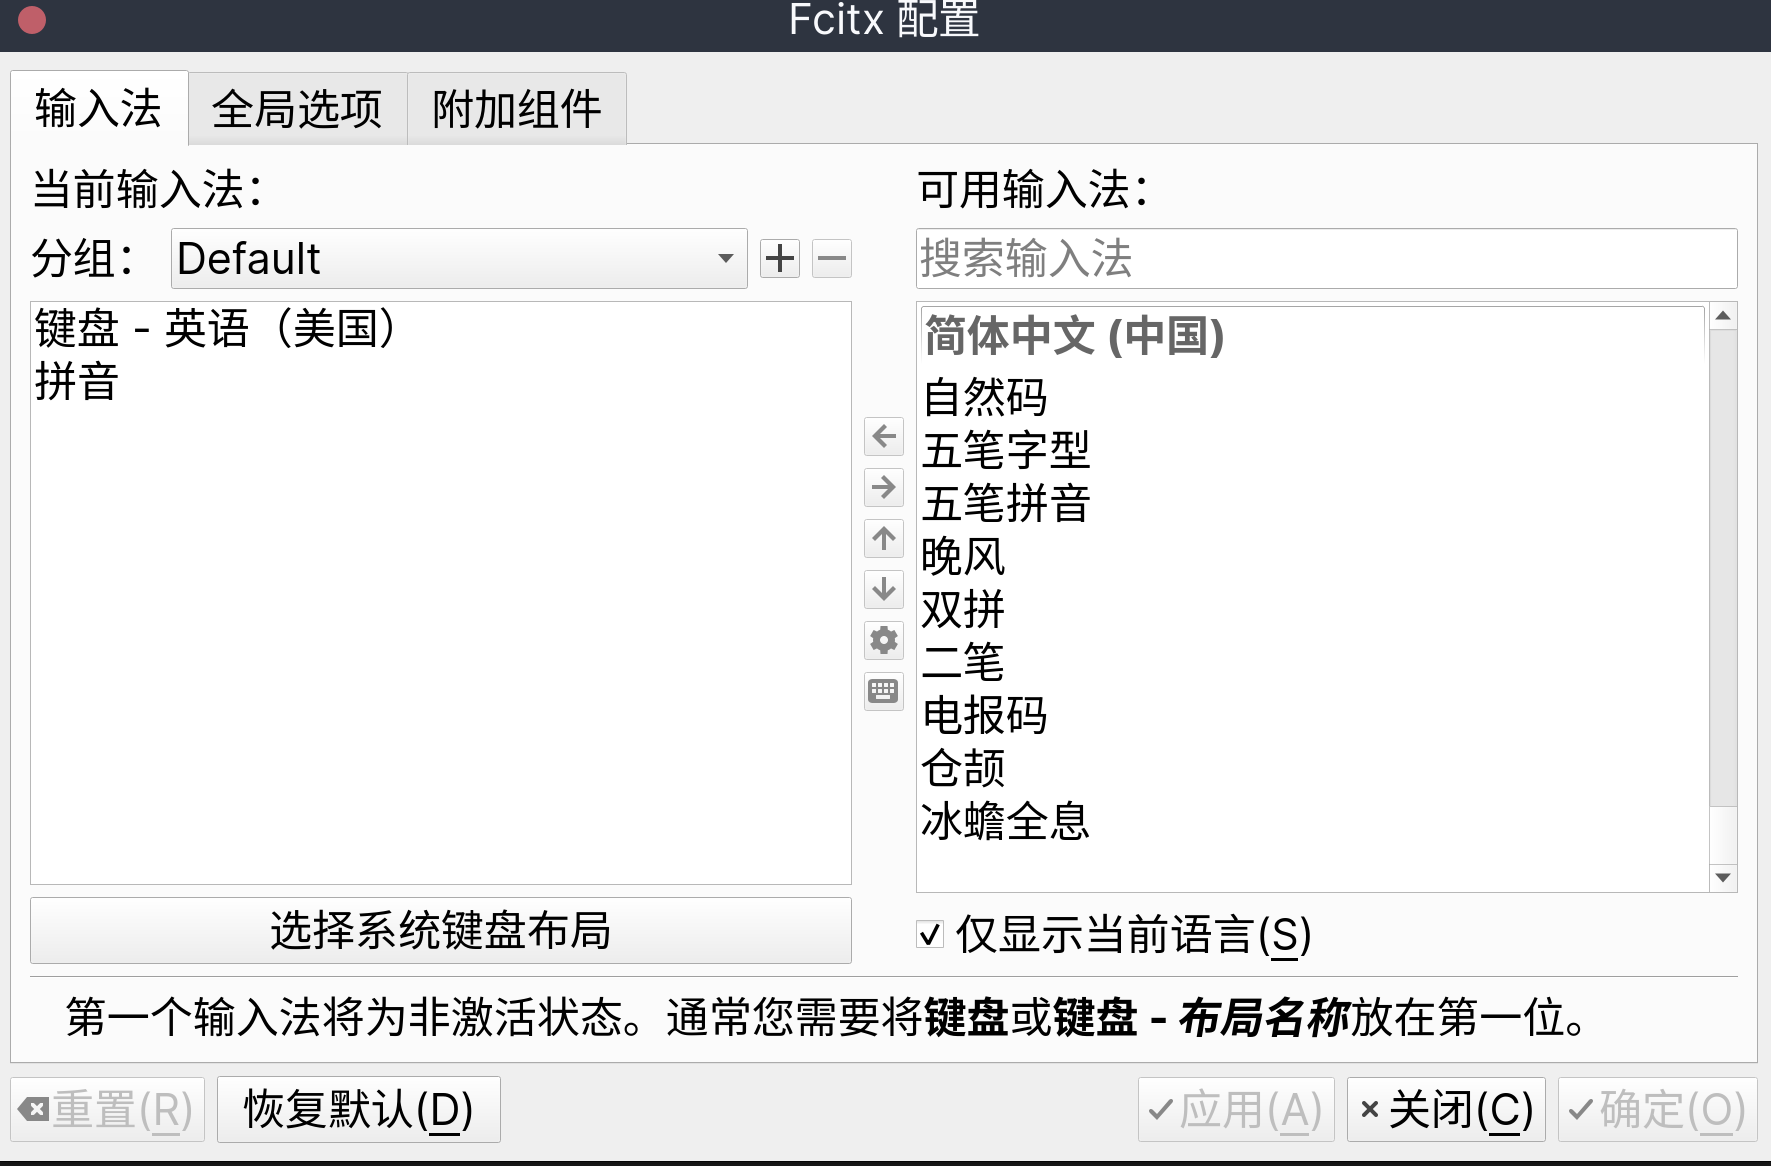 Fcitx 配置
输入法 全局选项 附加组件
当前输入法：
分组： Default
键盘 - 英语（美国）
拼音
选择系统键盘布局
可用输入法：
搜索输入法
简体中文 (中国)
自然码
五笔字型
五笔拼音
晚风
双拼
二笔
电报码
仓颉
冰蟾全息
仅显示当前语言(S)
第一个输入法将为非激活状态。通常您需要将键盘或键盘 - 布局名称放在第一位。
重置(R) 恢复默认(D) 应用(A) 关闭(C) 确定(O)